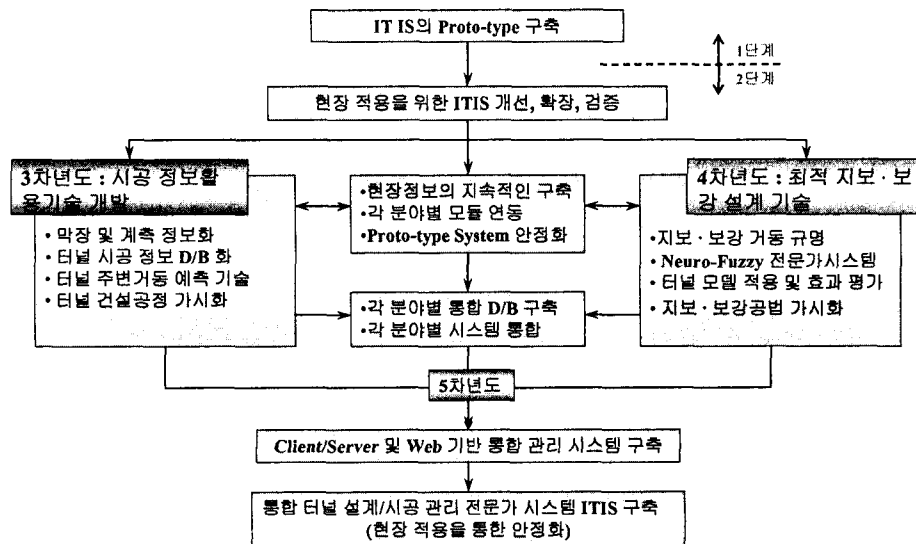 IT IS의 Proto-type 구축
1단계
2단계
현장 적용을 위한 ITIS 개선, 확장, 검증
3차년도 : 시공 정보활
용기술 개발
• 막장 및 계측 정보화
• 터널 시공 정보 D/B 화
• 터널 주변거동 예측 기술
• 터널 건설공정 가시화
•현장정보의 지속적인 구축
•각 분야별 모듈 연동
•Proto-type System 안정화
•각 분야별 통합 D/B 구축
•각 분야별 시스템 통합
4차년도 : 최적 지보 · 보
강 설계 기술
•지보 · 보강 거동 규명
• Neuro-Fuzzy 전문가시스템
• 터널 모델 적용 및 효과 평가
• 지보 · 보강공법 가시화
5차년도
Client/Server 및 Web 기반 통합 관리 시스템 구축
통합 터널 설계/시공 관리 전문가 시스템 ITIS 구축
(현장 적용을 통한 안정화)